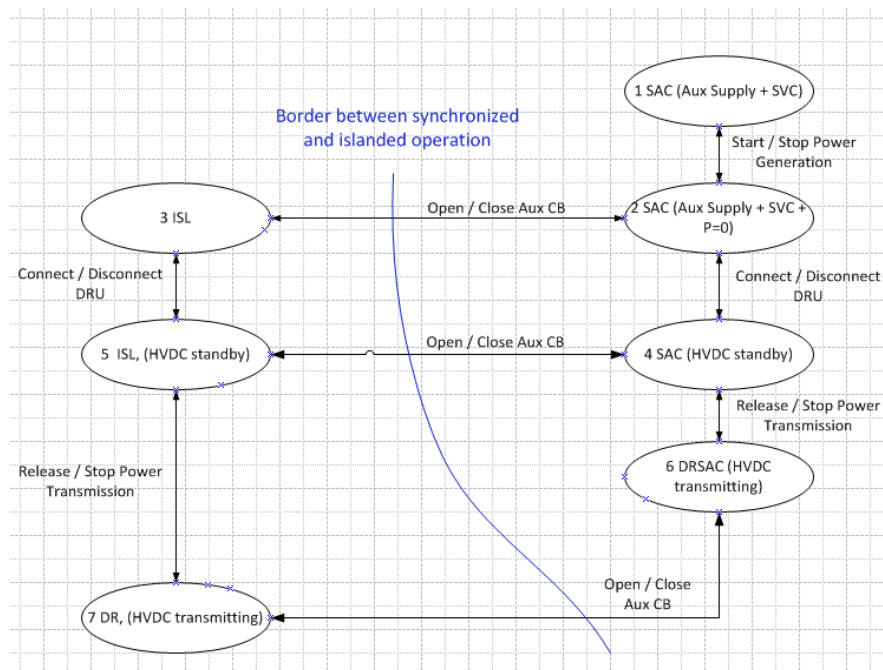 1 SAC (Aux Supply + SVC)
Border between synchronized
and islanded operation
Start / Stop Power
Generation
3 ISL
Open / Close Aux CB
2 SAC (Aux Supply + SVC +
P=0)
Connect / Disconnect
DRU
Connect / Disconnect
DRU
5 ISL, (HVDC standby)
Open / Close Aux CB
4 SAC (HVDC standby)
Release / Stop Power
Transmission
Release / Stop Power
Transmission
6 DRSAC (HVDC
transmitting)
Open / Close
Aux CB
7 DR, (HVDC transmitting)